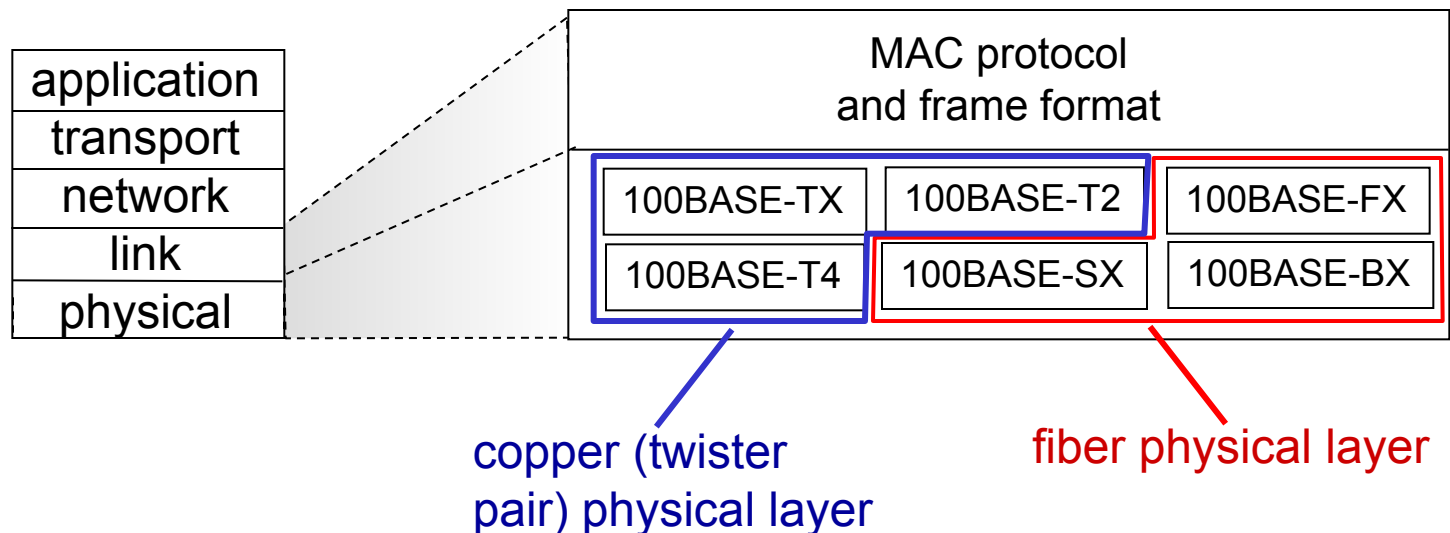 application
transport
network
link
physical
MAC protocol
and frame format
100BASE-TX
100BASE-T2
100BASE-FX
100BASE-T4
100BASE-SX
100BASE-BX
copper (twister
pair) physical layer
fiber physical layer